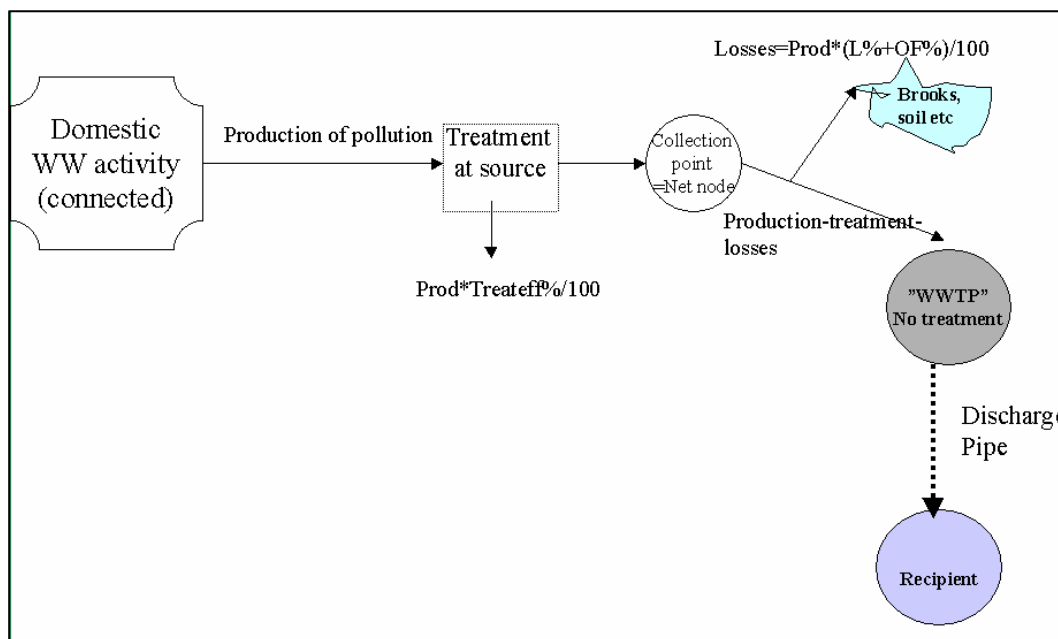 Losses=Prod*(L%+OF%)/100
Brooks,
soil etc
Domestic
WW activity
(connected)
Production of pollution
Treatment
at source
Collection
point
=Net node
Production-treatment-
losses
Prod*Treateff%/100
"WWTP"
No treatment
Discharge
Pipe
Recipient